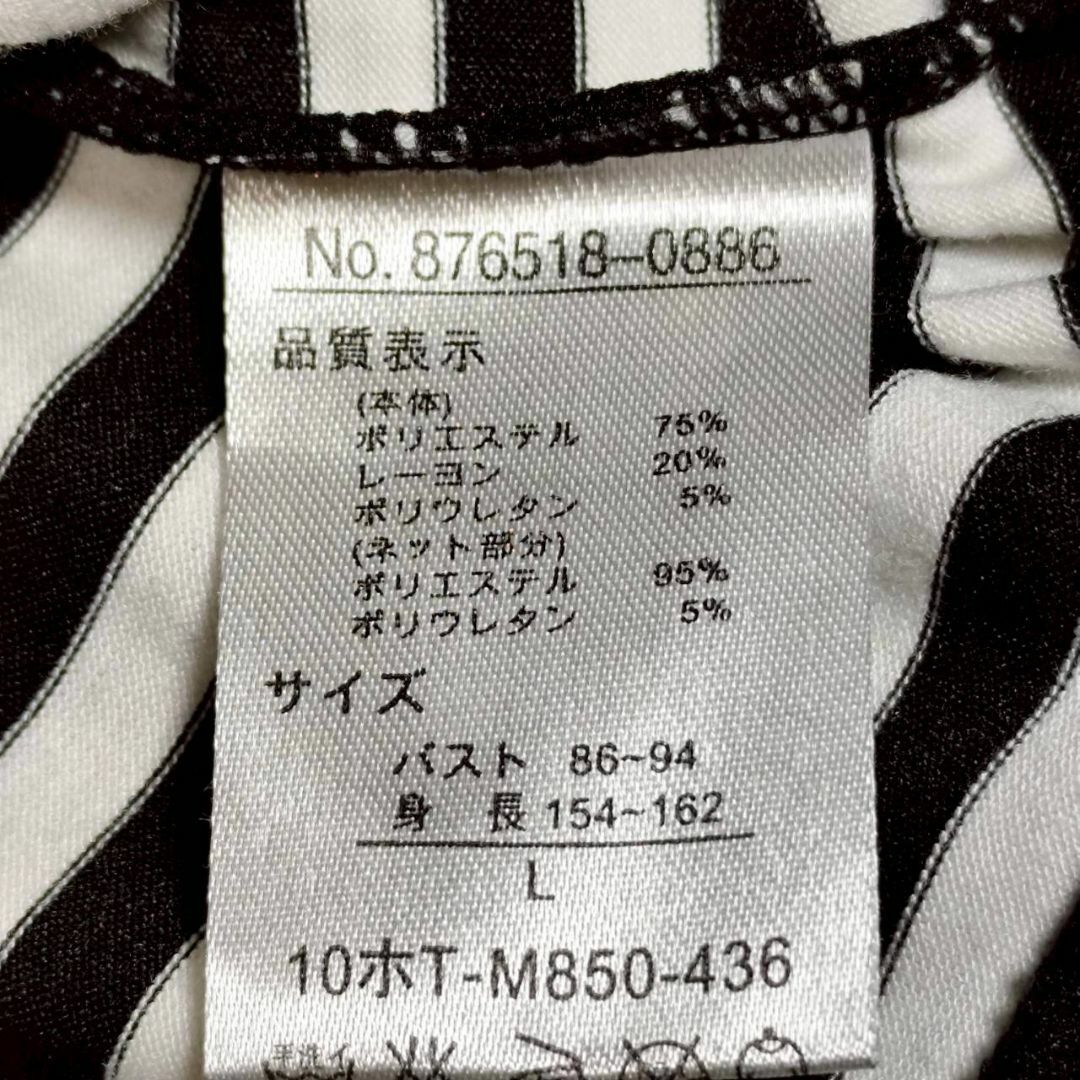 No. 876518-0886
品質表示
(本体)
ポリエステル 75%
レーヨン 20%
ポリウレタン 5%
(ネット部分)
ポリエステル 95%
ポリウレタン 5%
サイズ
バスト 86~94
身 長 154~162
L
10ホT-M850-436
手洗イ